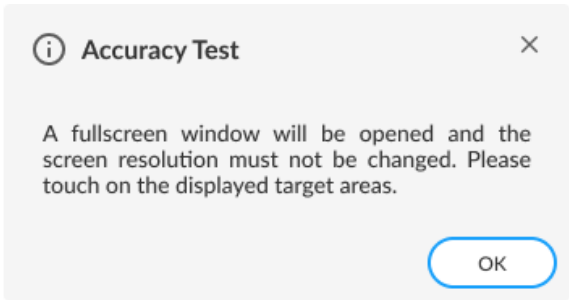 Accuracy Test
A fullscreen window will be opened and the
screen resolution must not be changed. Please
touch on the displayed target areas.
OK